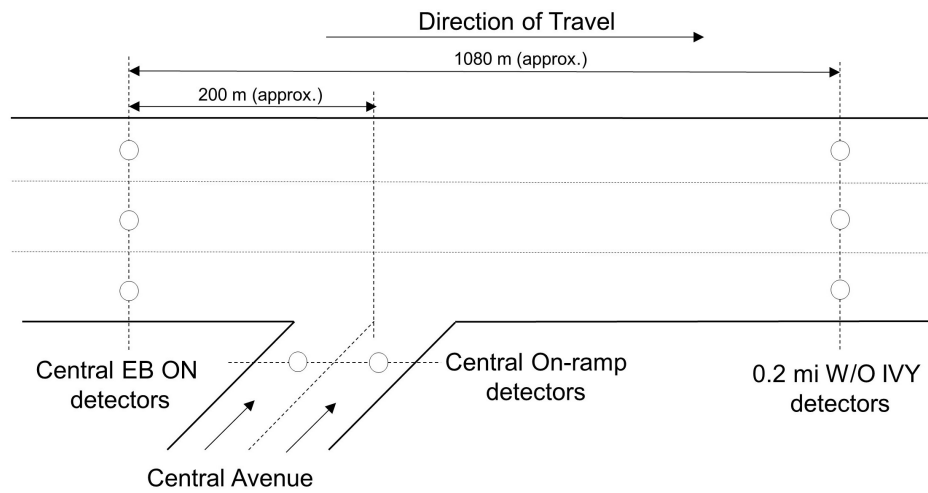 Direction of Travel
1080 m (approx.)
200 m (approx.)
Central EB ON
detectors
Central On-ramp
detectors
0.2 mi W/O IVY
detectors
Central Avenue